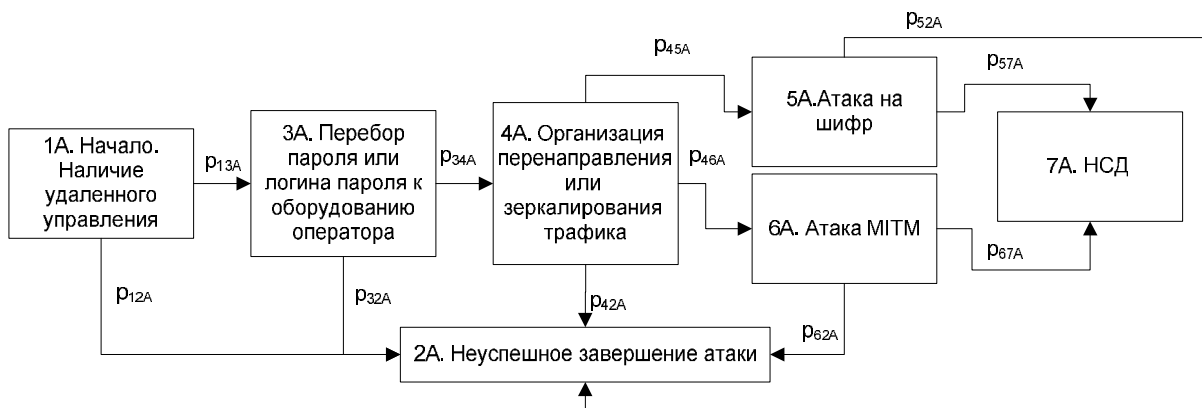 p52A
p45A
p57A
5А.Атака на
шифр
1А. Начало.
Наличие
удаленного
управления
p13A
3А. Перебор
пароля или
логина пароля к
оборудованию
оператора
p34A
4А. Организация
перенаправления
или
зеркалирования
трафика
p46A
6А. Атака MITM
p67A
7А. НСД
p12A
p32A
p42A
p62A
2А. Неуспешное завершение атаки